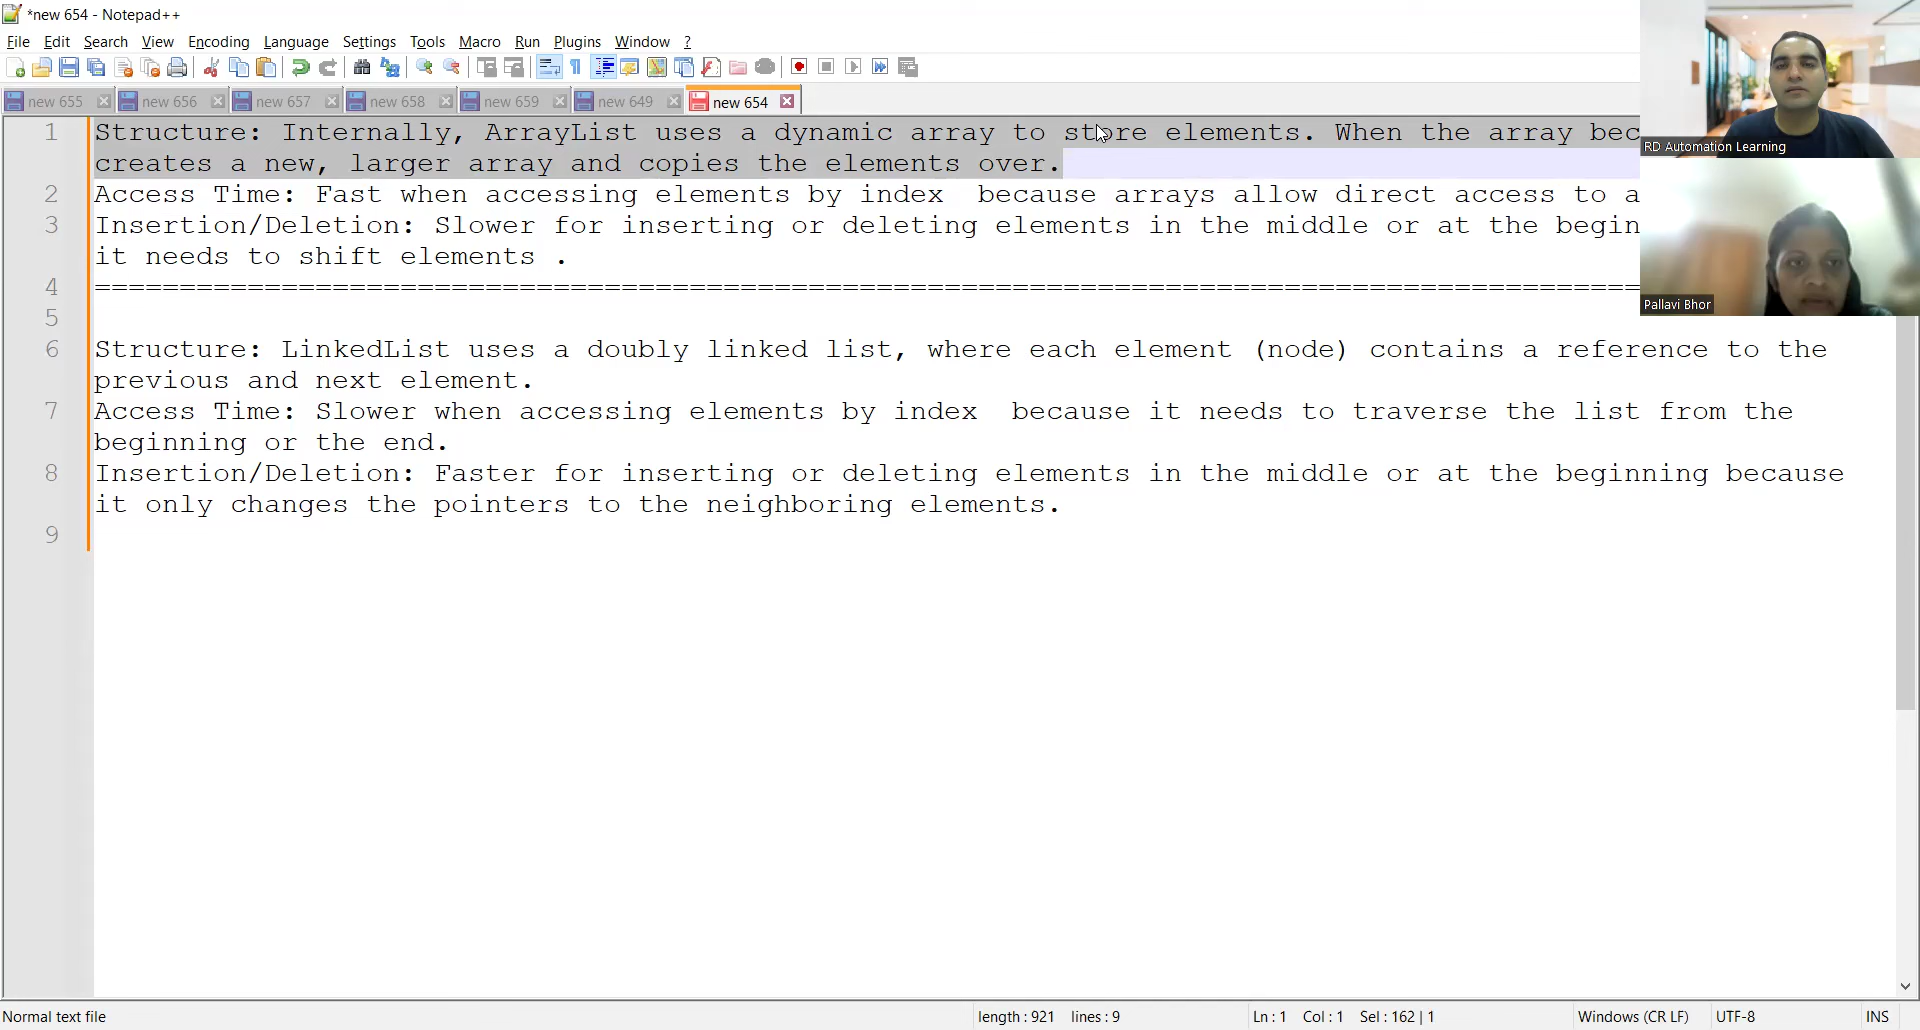 *new 654 - Notepad++
File Edit Search View Encoding Language Settings Tools Macro Run Plugins Window ?
new 655 new 656 new 657 new 658 new 659 new 649 new 654
1 Structure: Internally, ArrayList uses a dynamic array to store elements. When the array bec
creates a new, larger array and copies the elements over.
2 Access Time: Fast when accessing elements by index  because arrays allow direct access to a
3 Insertion/Deletion: Slower for inserting or deleting elements in the middle or at the begin
it needs to shift elements .
4 ===========================================================================================
5
6 Structure: LinkedList uses a doubly linked list, where each element (node) contains a reference to the
previous and next element.
7 Access Time: Slower when accessing elements by index  because it needs to traverse the list from the
beginning or the end.
8 Insertion/Deletion: Faster for inserting or deleting elements in the middle or at the beginning because
it only changes the pointers to the neighboring elements.
9
RD Automation Learning
Pallavi Bhor
Normal text file length : 921 lines : 9 Ln : 1 Col : 1 Sel : 162 | 1 Windows (CR LF) UTF-8 INS